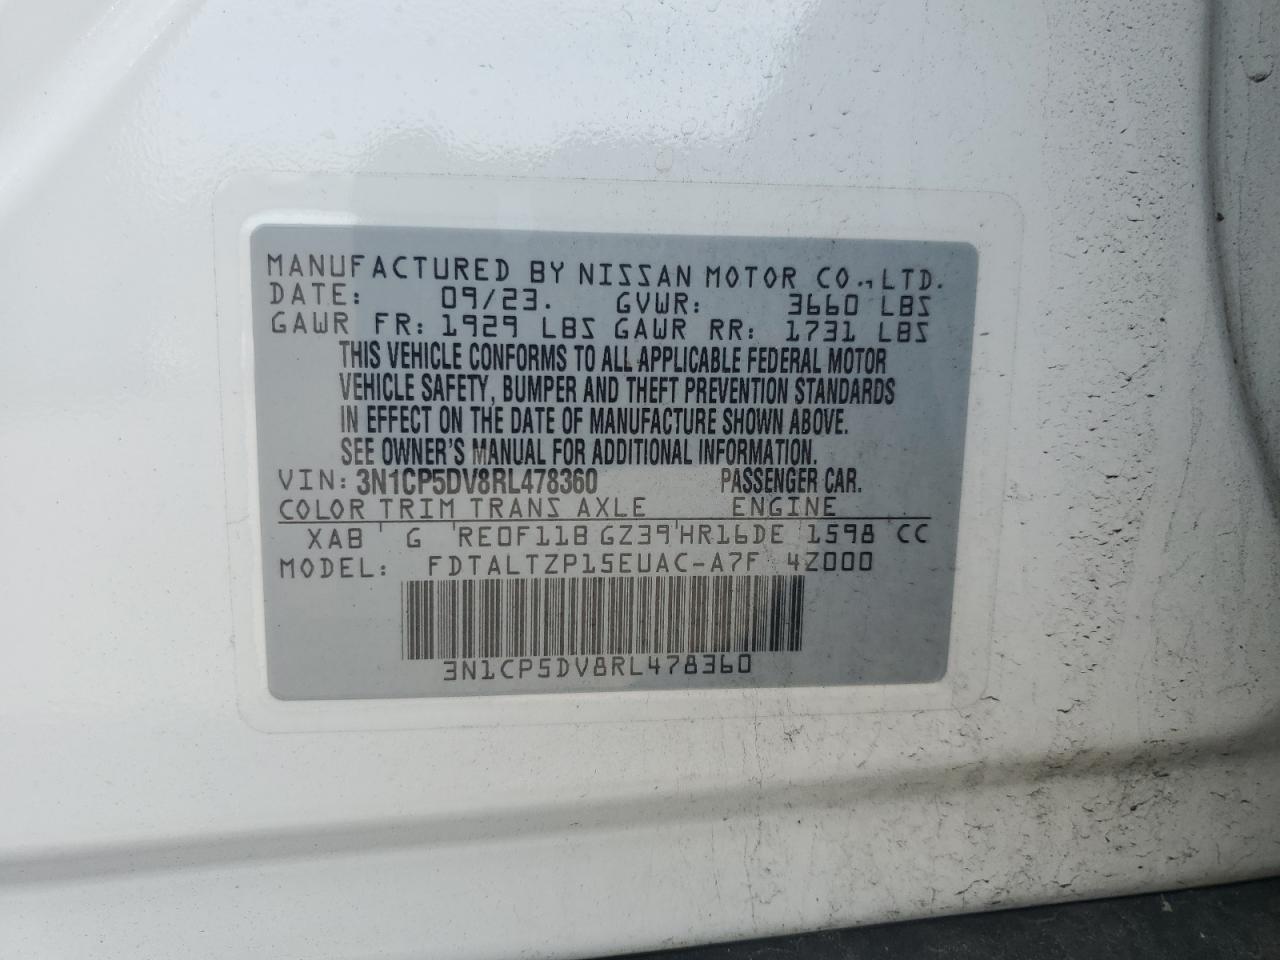 MANUFACTURED BY NISSAN MOTOR CO., LTD.
DATE: 09/23. GVWR: 3660 LBS
GAWR FR: 1929 LBS GAWR RR: 1731 LBS
THIS VEHICLE CONFORMS TO ALL APPLICABLE FEDERAL MOTOR
VEHICLE SAFETY, BUMPER AND THEFT PREVENTION STANDARDS
IN EFFECT ON THE DATE OF MANUFACTURE SHOWN ABOVE.
SEE OWNER'S MANUAL FOR ADDITIONAL INFORMATION.
VIN: 3N1CP5DV8RL478360 PASSENGER CAR.
COLOR TRIM TRANS AXLE ENGINE
XAB G RE0F11B GZ39 HR16DE 1598 CC
MODEL: FDTALTZP15EUAC-A7F 4Z000
3N1CP5DV8RL478360